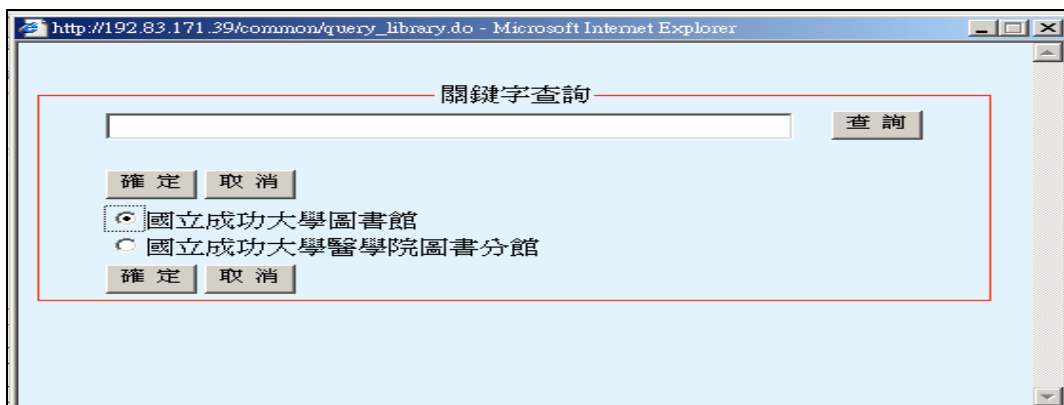 http://192.83.171.39/common/query_library.do - Microsoft Internet Explorer
關鍵字查詢
查 詢
確 定 取 消
國立成功大學圖書館
國立成功大學醫學院圖書分館
確 定 取 消